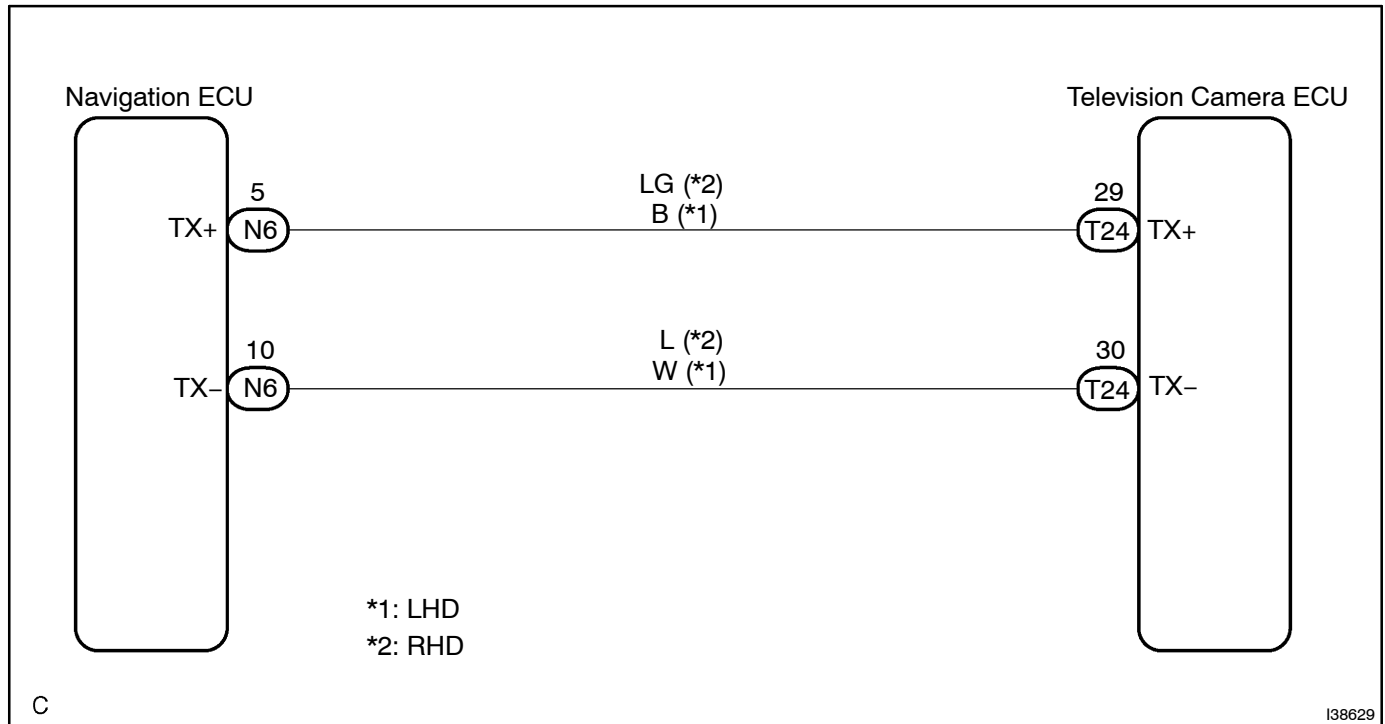 Navigation ECU
Television Camera ECU
LG (*2)
B (*1)
5
29
TX+
N6
T24
TX+
L (*2)
W (*1)
10
30
TX−
N6
T24
TX−
*1: LHD
*2: RHD
C
I38629